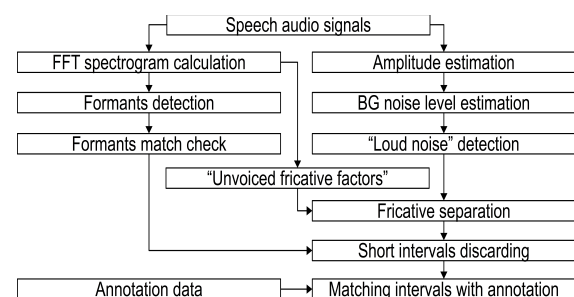 Speech audio signals
FFT spectrogram calculation
Amplitude estimation
Formants detection
BG noise level estimation
Formants match check
“Loud noise” detection
“Unvoiced fricative factors”
Fricative separation
Short intervals discarding
Annotation data
Matching intervals with annotation